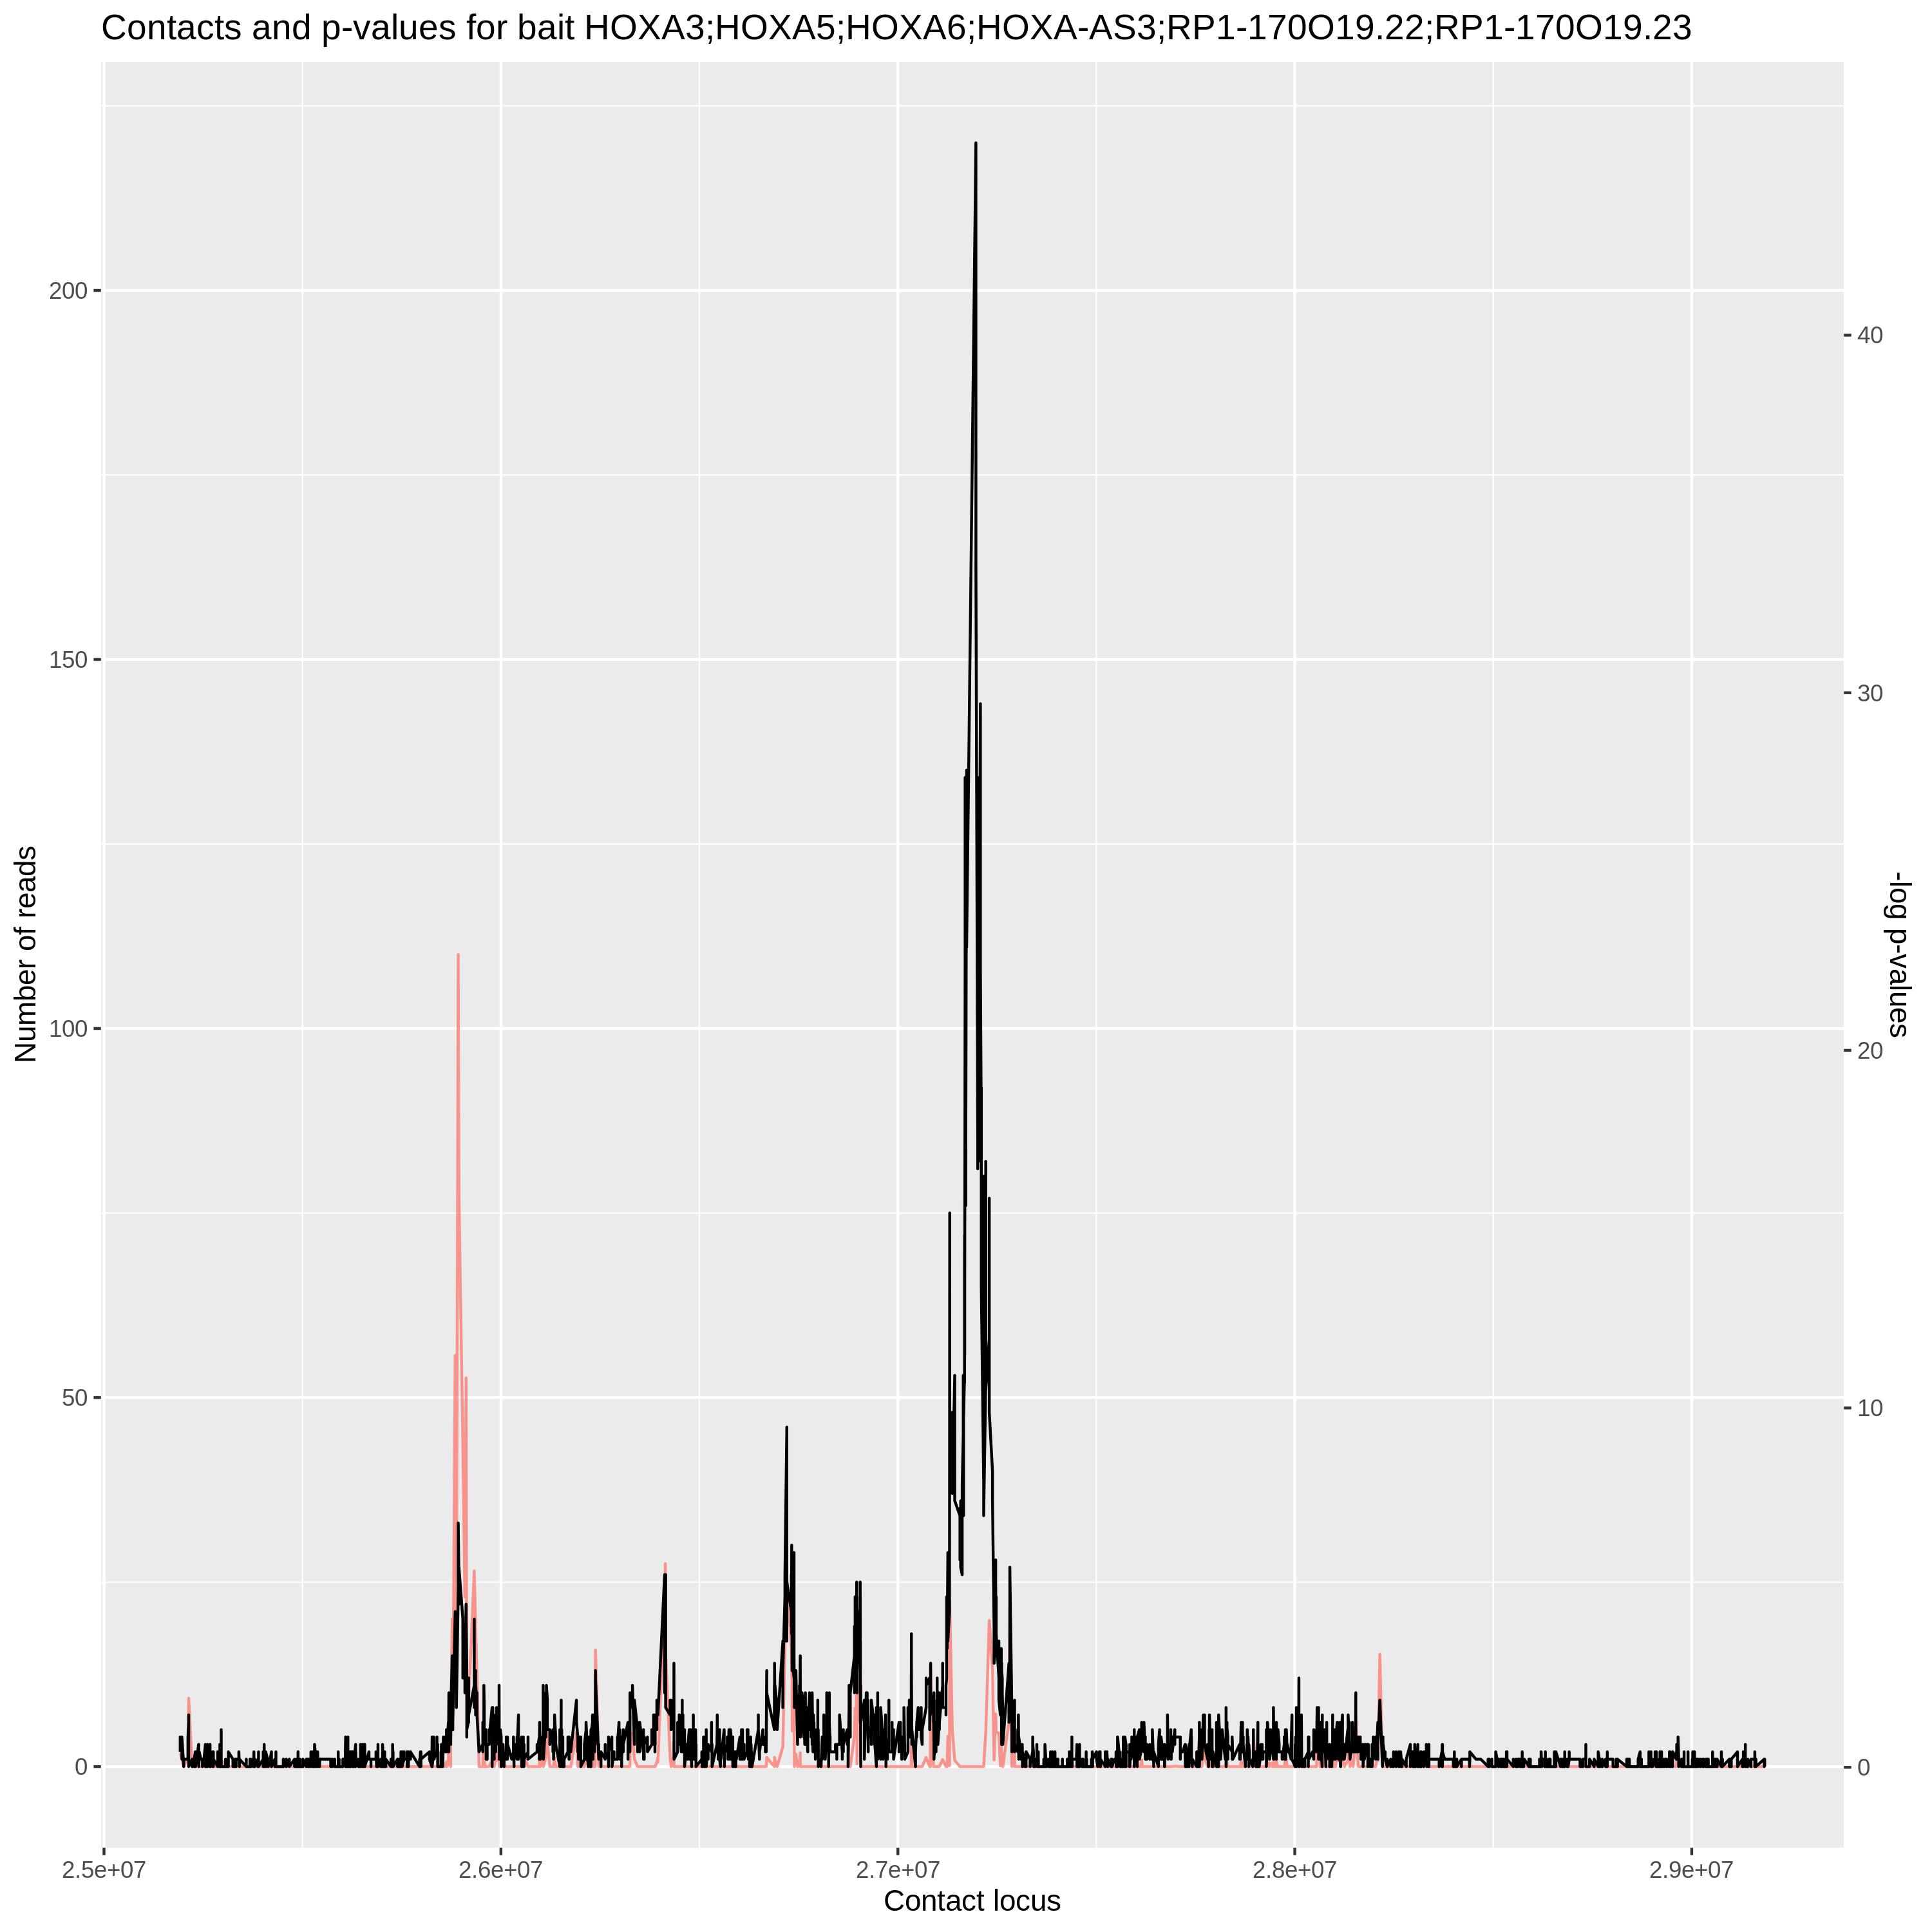 Contacts and p-values for bait HOXA3;HOXA5;HOXA6;HOXA-AS3;RP1-170O19.22;RP1-170O19.23
200
150
100
50
0
Number of reads
40
30
20
10
0
-log p-values
2.5e+07 2.6e+07 2.7e+07 2.8e+07 2.9e+07
Contact locus